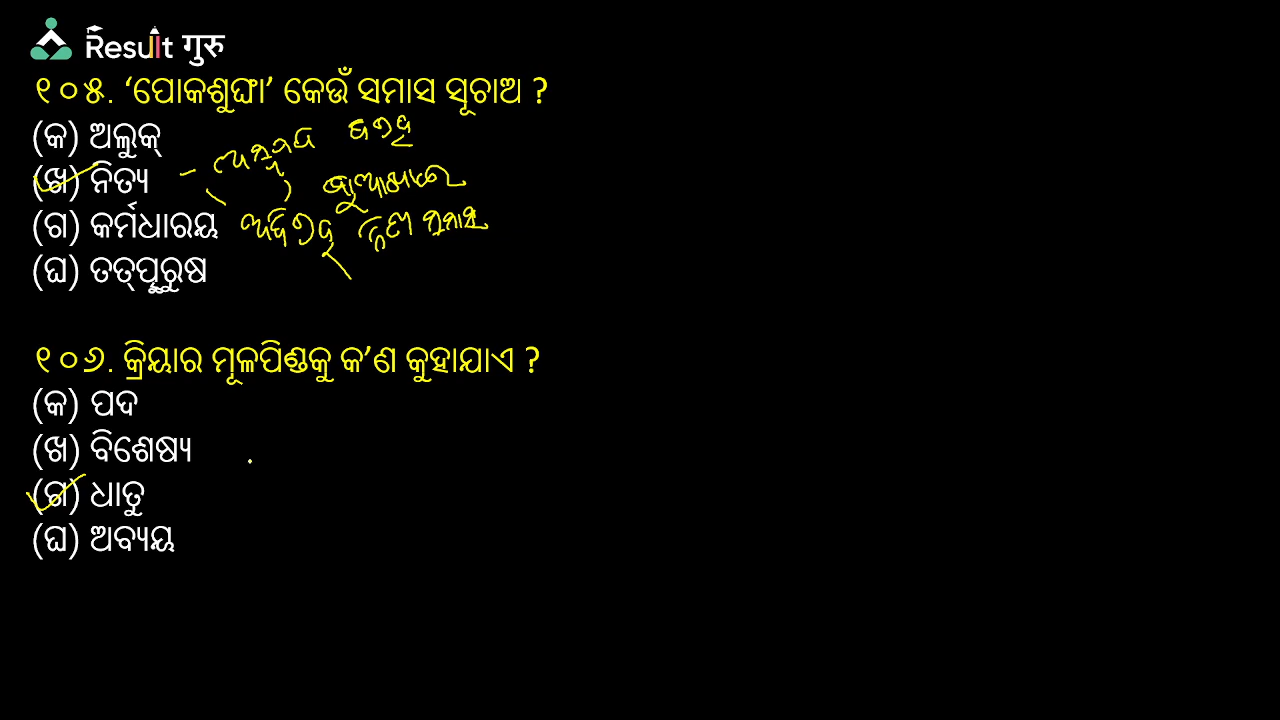 Result गुरु
୧୦୫. ‘ପୋକଶୁଙ୍ଘା’ କେଉଁ ସମାସ ସୂଚାଅ ?
(କ) ଅଲୁକ୍
(ଖ) ନିତ୍ୟ
(ଗ) କର୍ମଧାରୟ
(ଘ) ତତ୍‌ପୁରୁଷ
୧୦୬. କ୍ରିୟାର ମୂଳପିଣ୍ଡକୁ କ’ଣ କୁହାଯାଏ ?
(କ) ପଦ
(ଖ) ବିଶେଷ୍ୟ
(ଗ) ଧାତୁ
(ଘ) ଅବ୍ୟୟ